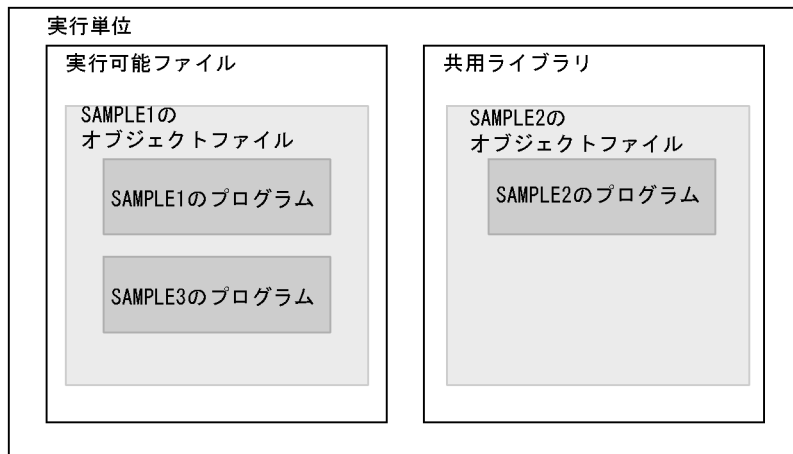 実行単位
実行可能ファイル
SAMPLE1の
オブジェクトファイル
SAMPLE1のプログラム
SAMPLE3のプログラム
共用ライブラリ
SAMPLE2の
オブジェクトファイル
SAMPLE2のプログラム